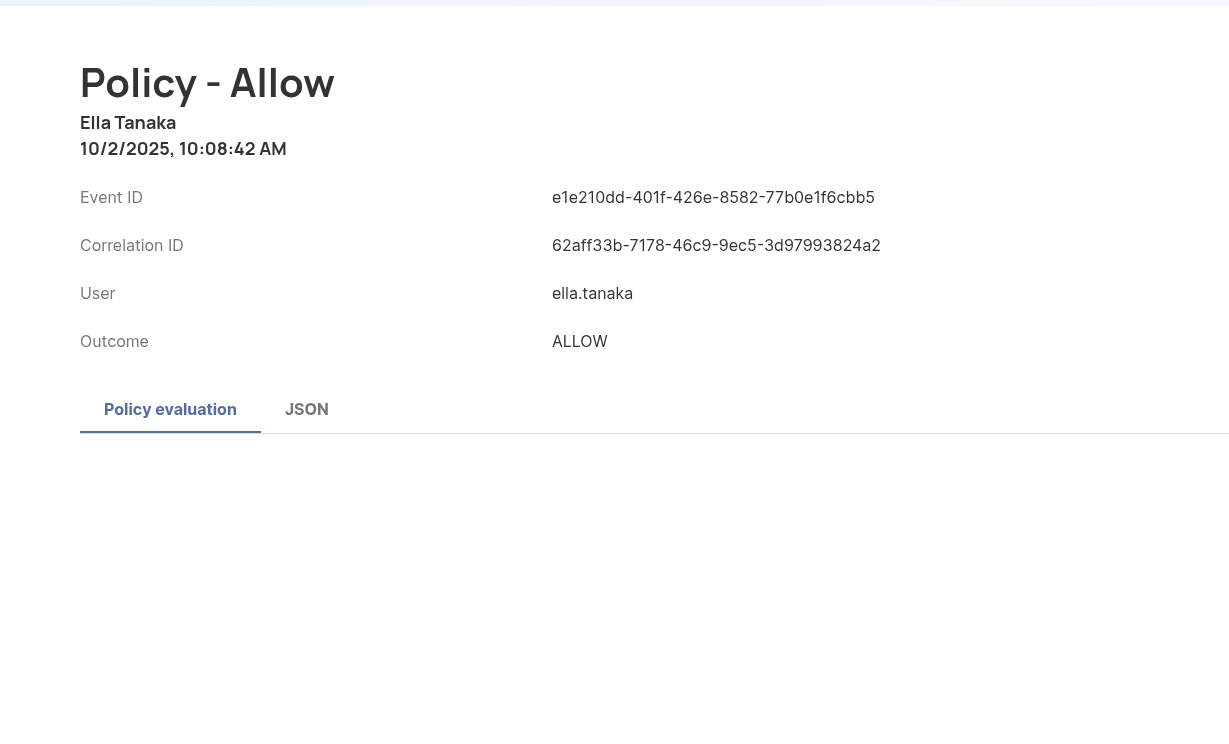 Policy - Allow
Ella Tanaka
10/2/2025, 10:08:42 AM
Event ID e1e210dd-401f-426e-8582-77b0e1f6cbb5
Correlation ID 62aff33b-7178-46c9-9ec5-3d97993824a2
User ella.tanaka
Outcome ALLOW
Policy evaluation JSON